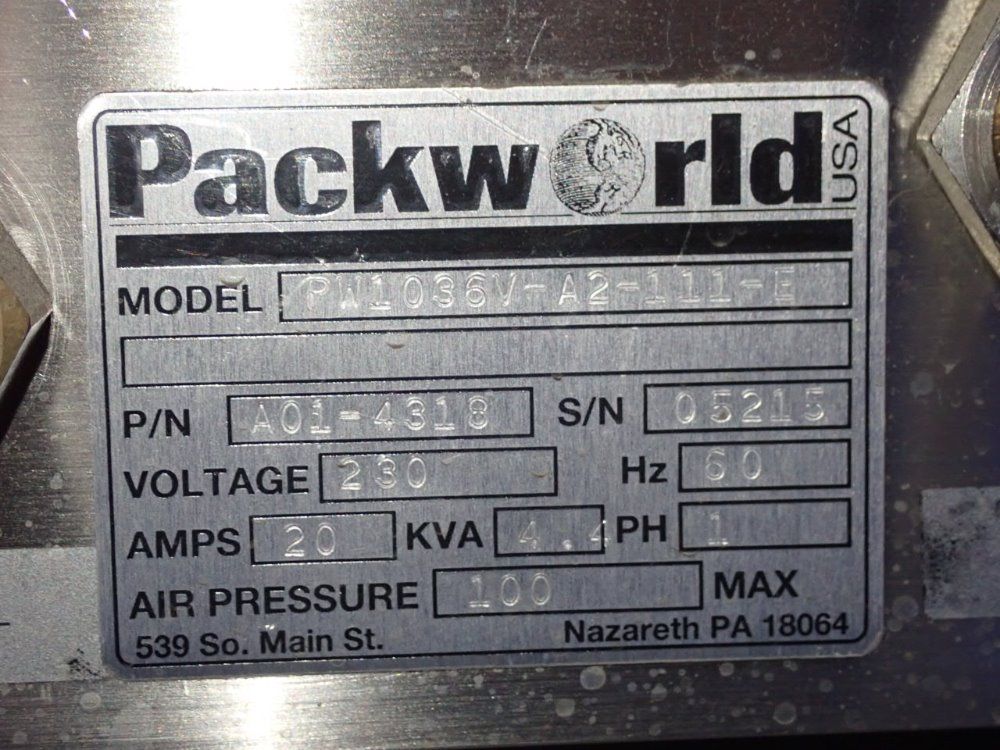 Packworld USA
MODEL PW1036V-A2-111-E
P/N A01-4318 S/N 05215
VOLTAGE 230 Hz 60
AMPS 20 KVA 4.4 PH 1
AIR PRESSURE 100 MAX
539 So. Main St. Nazareth PA 18064